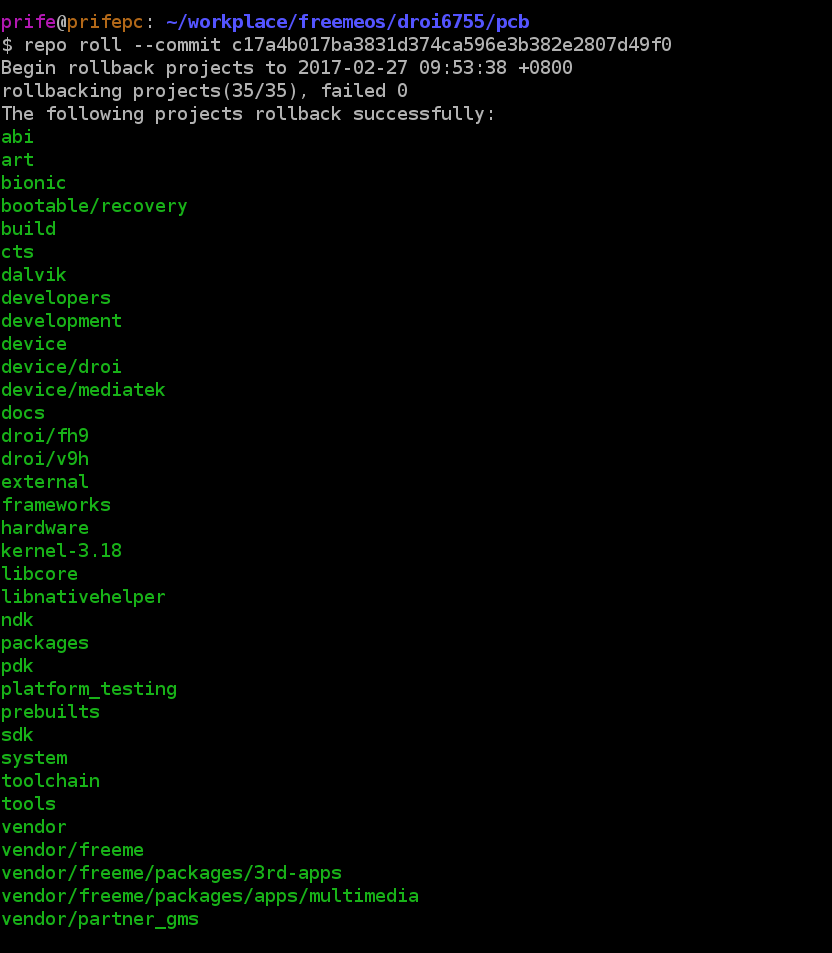 prife@prifepc: ~/workplace/freemeos/droi6755/pcb
$ repo roll --commit c17a4b017ba3831d374ca596e3b382e2807d49f0
Begin rollback projects to 2017-02-27 09:53:38 +0800
rollbacking projects(35/35), failed 0
The following projects rollback successfully:
abi
art
bionic
bootable/recovery
build
cts
dalvik
developers
development
device
device/droi
device/mediatek
docs
droi/fh9
droi/v9h
external
frameworks
hardware
kernel-3.18
libcore
libnativehelper
ndk
packages
pdk
platform_testing
prebuilts
sdk
system
toolchain
tools
vendor
vendor/freeme
vendor/freeme/packages/3rd-apps
vendor/freeme/packages/apps/multimedia
vendor/partner_gms